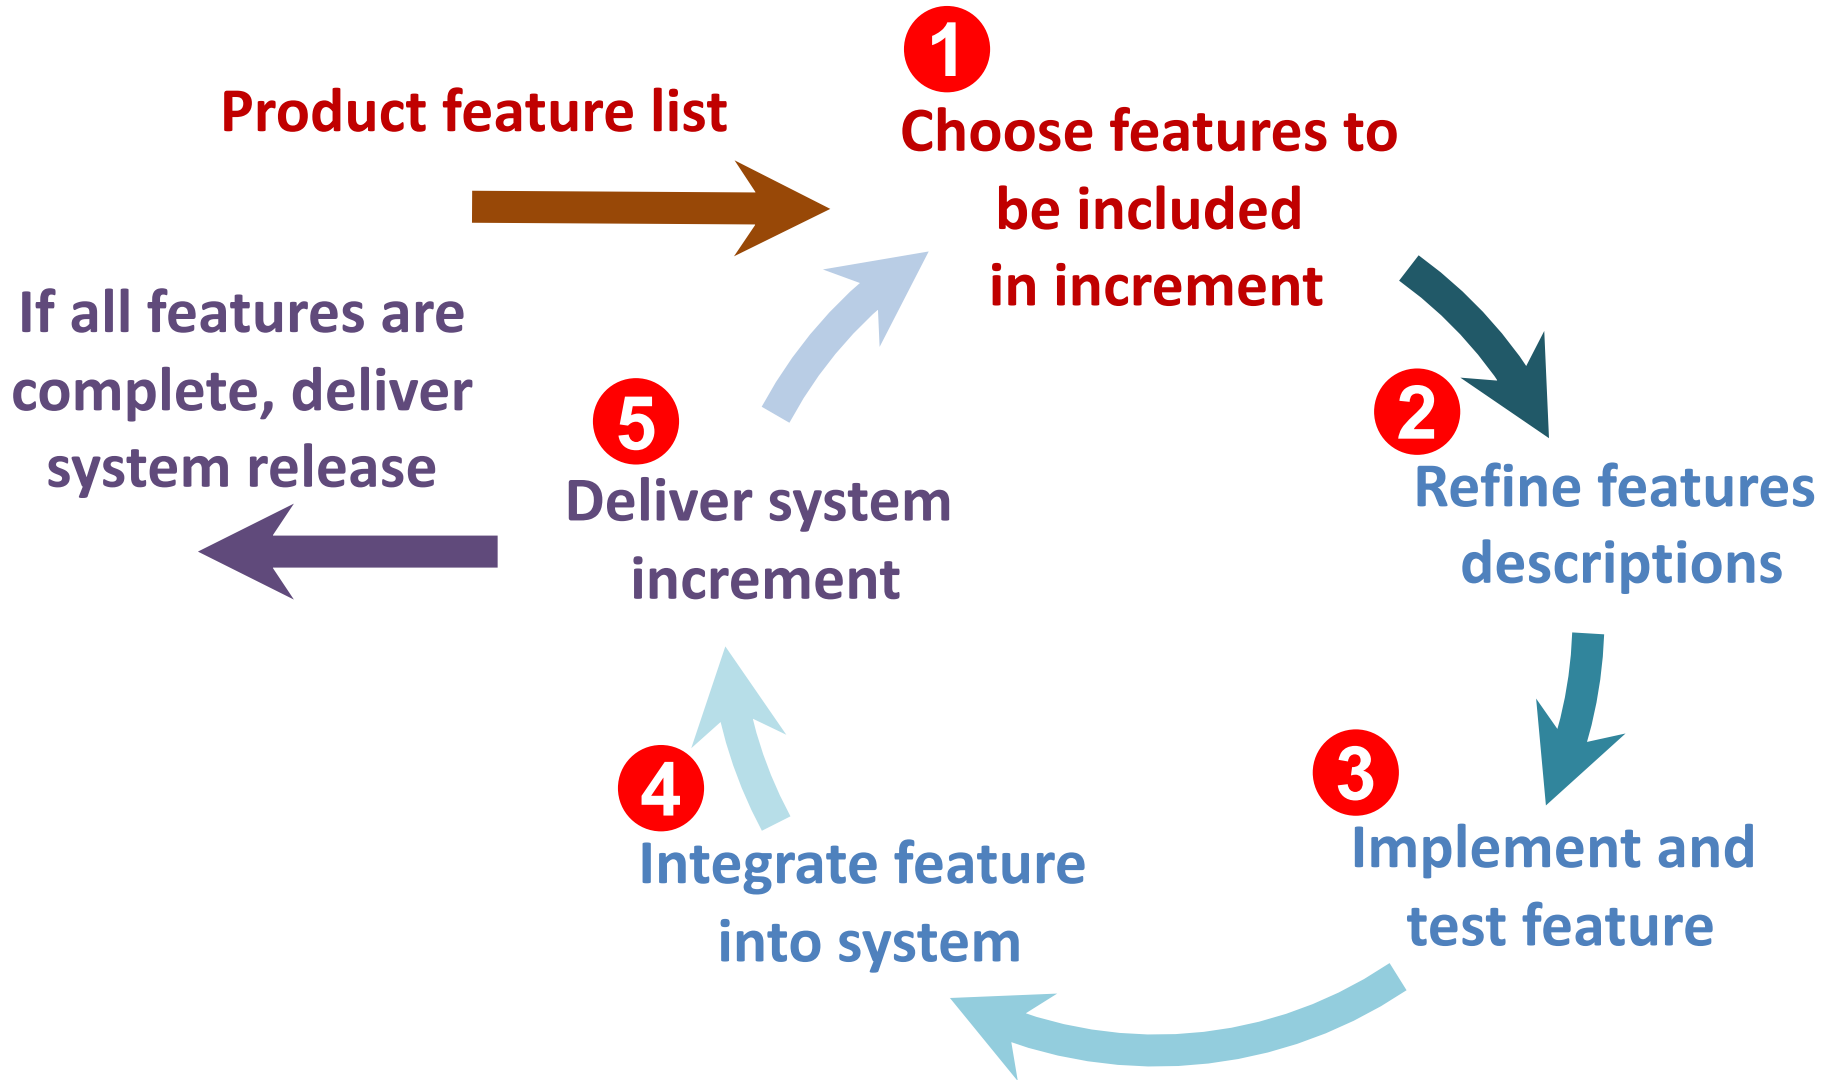 Product feature list
1
Choose features to
be included
in increment
2
Refine features
descriptions
3
Implement and
test feature
4
Integrate feature
into system
5
Deliver system
increment
If all features are
complete, deliver
system release